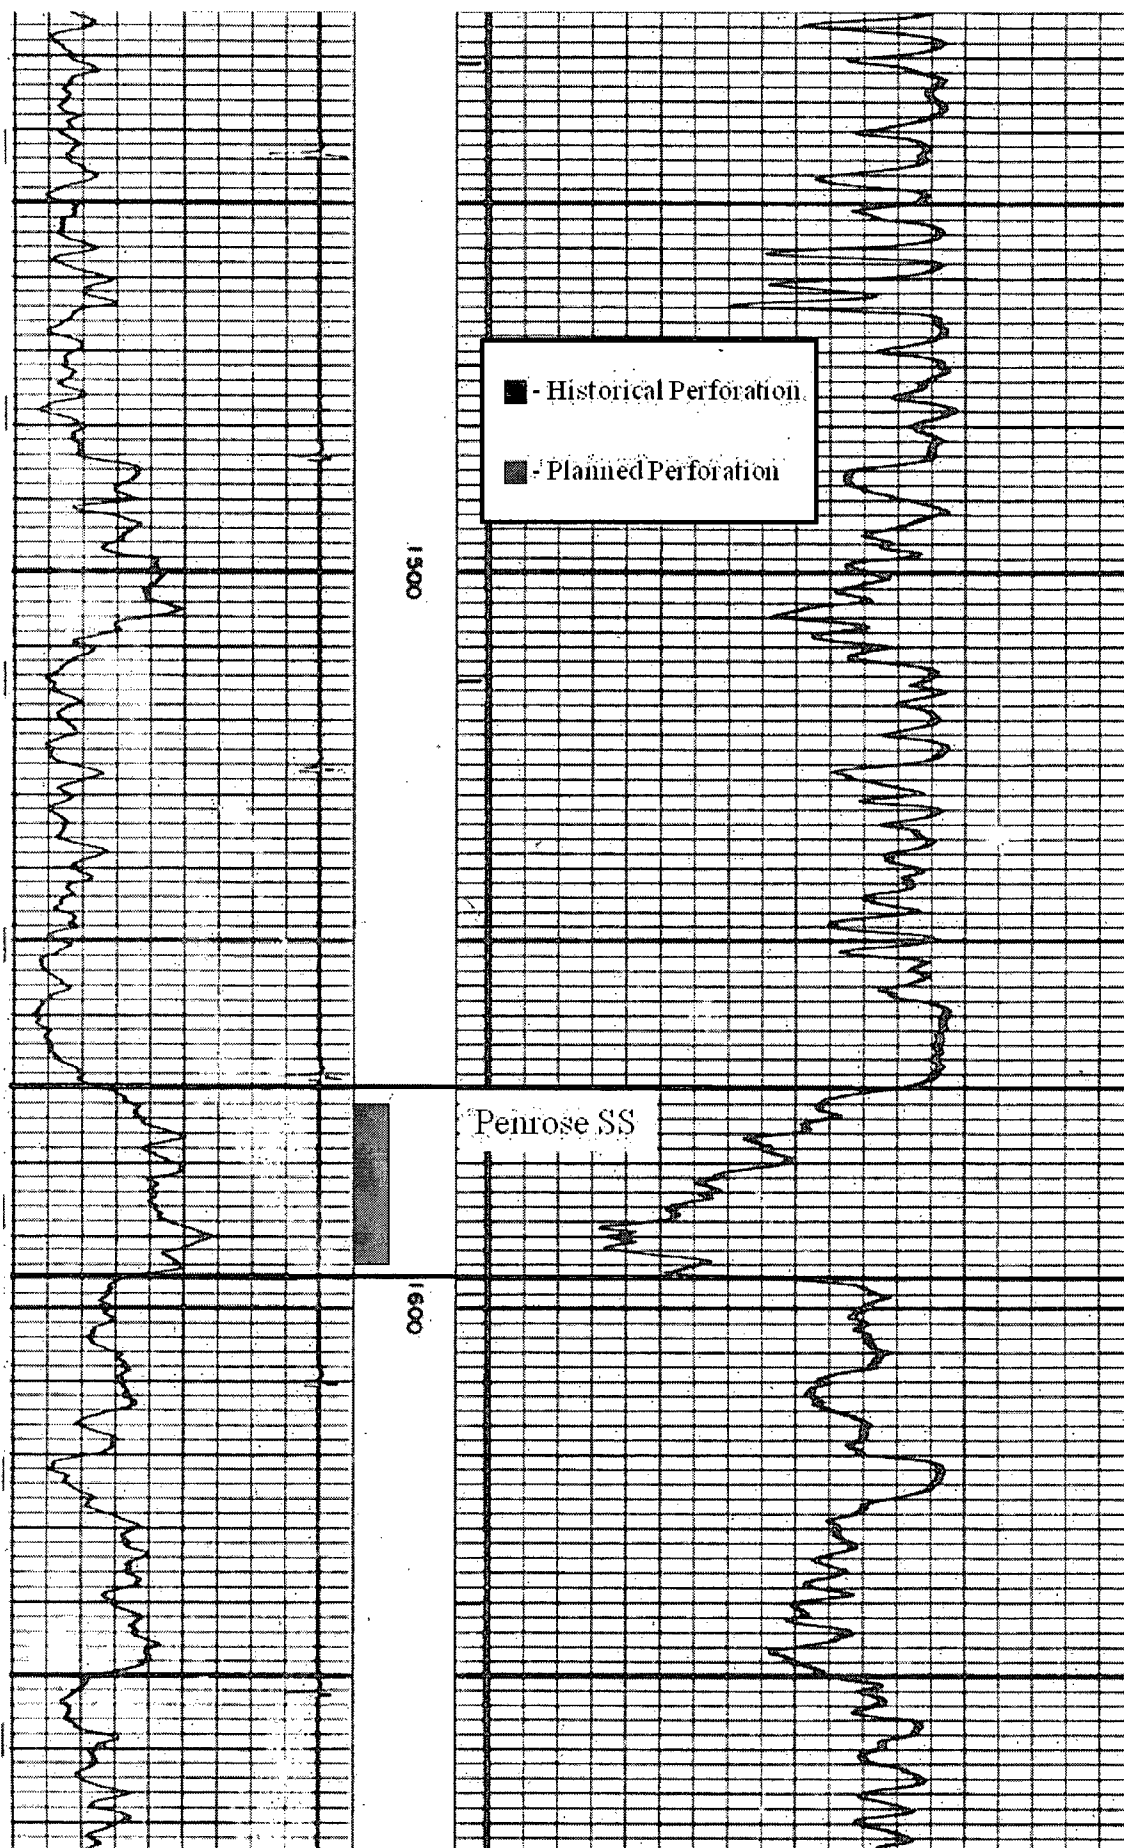 - Historical Perforation
- Planned Perforation
1500
Penrose SS
1600